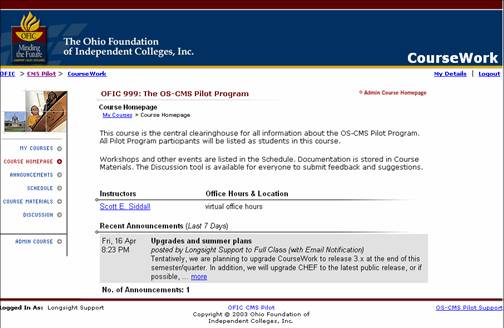 OFIC
Minding
the Future
The Ohio Foundation
of Independent Colleges, Inc.
CourseWork
OFIC > CMS Pilot > CourseWork
My Details | Logout
OFIC 999: The OS-CMS Pilot Program
Admin Course Homepage
Course Homepage
My Courses > Course Homepage
This course is the central clearinghouse for all information about the OS-CMS Pilot Program.
All Pilot Program participants will be listed as students in this course.
Workshops and other events are listed in the Schedule. Documentation is stored in Course
Materials. The Discussion tool is available for everyone to submit feedback and suggestions.
MY COURSES
COURSE HOMEPAGE
ANNOUNCEMENTS
SCHEDULE
COURSE MATERIALS
DISCUSSION
ADMIN COURSE
Instructors Office Hours & Location
Scott E. Siddall virtual office hours
Recent Announcements (Last 7 Days)
Fri, 16 Apr
8:23 PM
Upgrades and summer plans
posted by Longsight Support to Full Class (with Email Notification)
Tentatively, we are planning to upgrade CourseWork to release 3.x at the end of this
semester/quarter. In addition, we will upgrade CHEF to the latest public release, or if
possible, ... more
No. of Announcements: 1
Logged In As: Longsight Support
OFIC CMS Pilot
Copyright © 2003 Ohio Foundation of
Independent Colleges, Inc.
OS-CMS Pilot Support